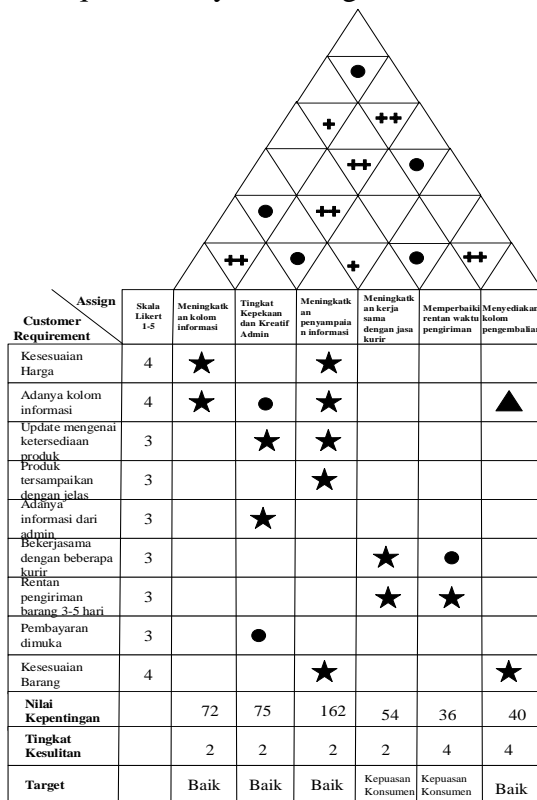 Assign
Customer
Requirement
Skala
Likert
1-5
Meningkatk
an kolom
informasi
Tingkat
Kepekaan
dan Kreatif
Admin
Meningkatk
an
penyampaia
n informasi
Meningkatk
an kerja
sama
dengan jasa
kurir
Memperbaiki
rentan waktu
pengiriman
Menyediakan
kolom
pengembalian
Kesesuaian
Harga
4
Adanya kolom
informasi
4
Update mengenai
ketersediaan
produk
3
Produk
tersampaikan
dengan jelas
3
Adanya
informasi dari
admin
3
Bekerjasama
dengan beberapa
kurir
3
Rentan
pengiriman
barang 3-5 hari
3
Pembayaran
dimuka
3
Kesesuaian
Barang
4
Nilai
Kepentingan
72 75 162 54 36 40
Tingkat
Kesulitan
2 2 2 2 4 4
Target
Baik Baik Baik
Kepuasan
Konsumen
Kepuasan
Konsumen
Baik